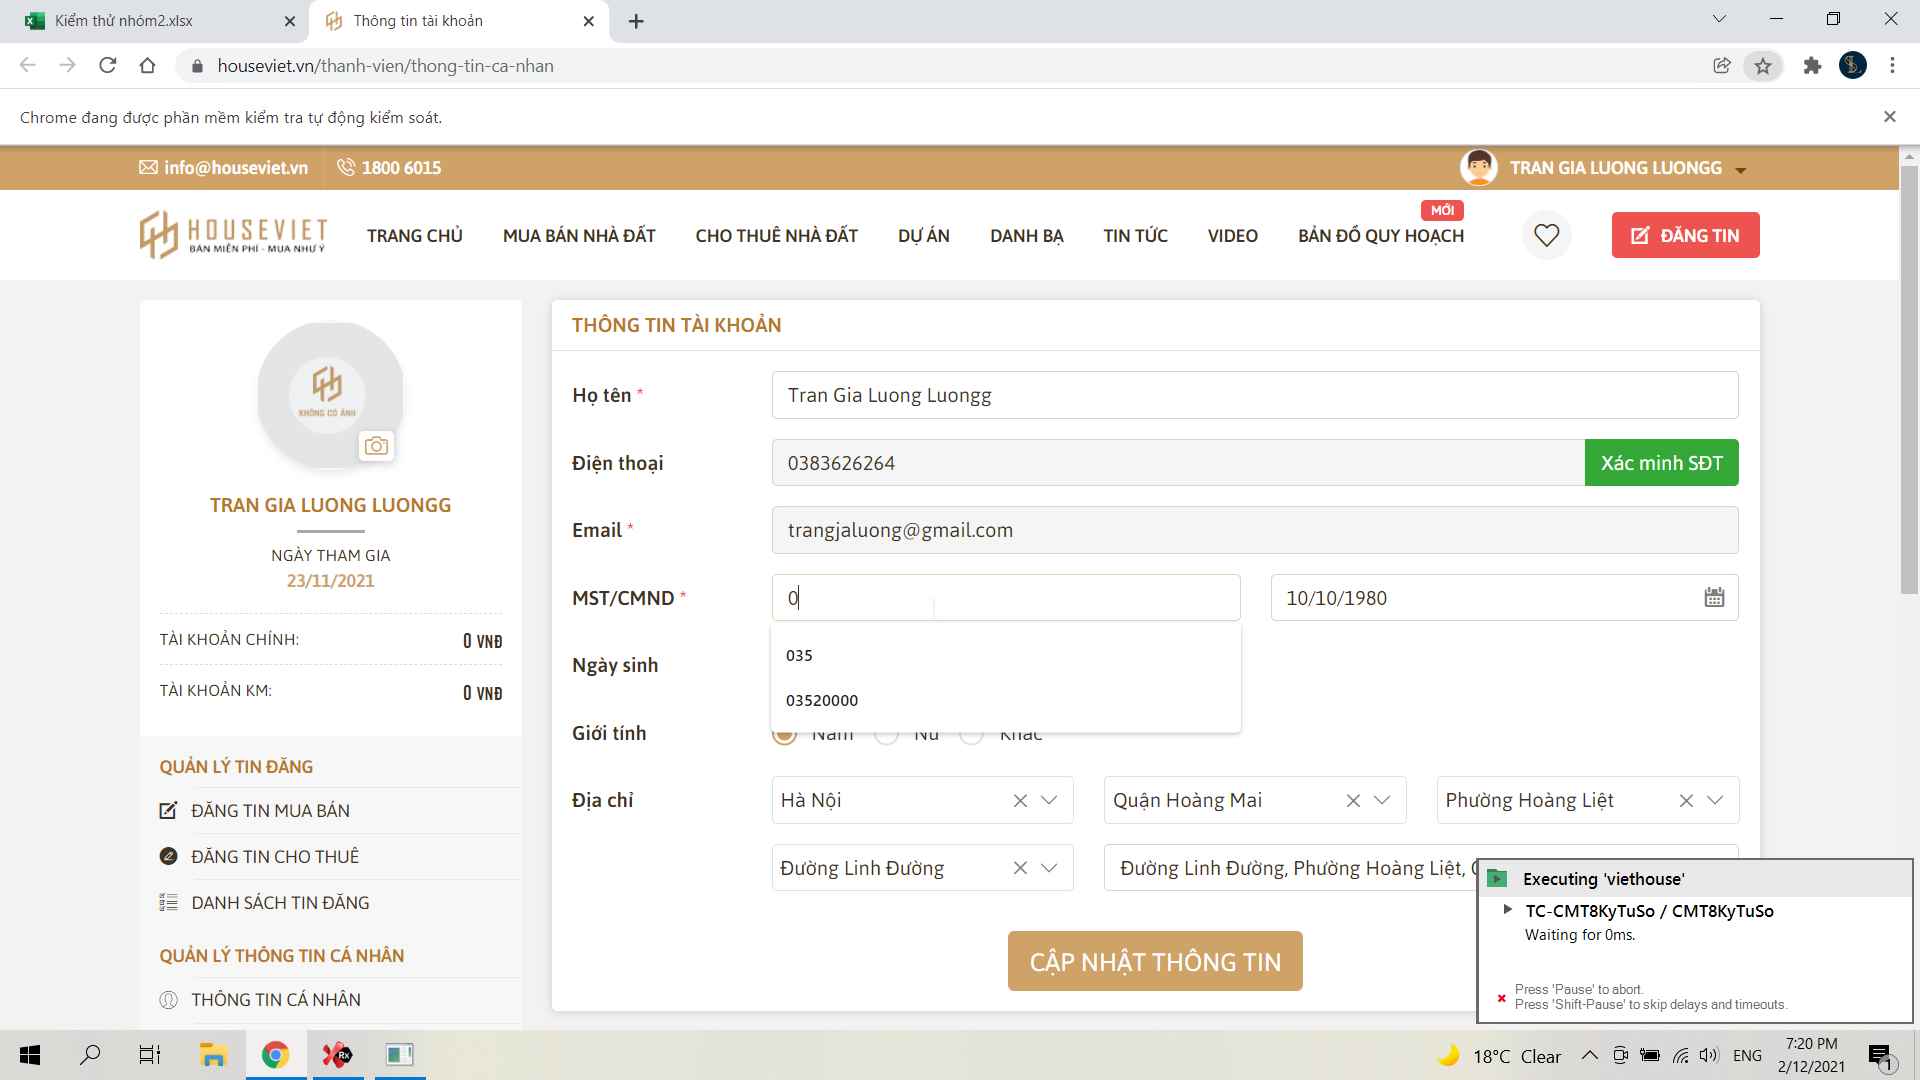 Kiểm thử nhóm2.xlsx
Thông tin tài khoản
houseviet.vn/thanh-vien/thong-tin-ca-nhan
Chrome đang được phần mềm kiểm tra tự động kiểm soát.
info@houseviet.vn
1800 6015
TRAN GIA LUONG LUONGG
HOUSEVIET
BÁN MIỄN PHÍ - MUA NHƯ Ý
TRANG CHỦ
MUA BÁN NHÀ ĐẤT
CHO THUÊ NHÀ ĐẤT
DỰ ÁN
DANH BẠ
TIN TỨC
VIDEO
MỚI
BẢN ĐỒ QUY HOẠCH
ĐĂNG TIN
KHÔNG CÓ ẢNH
TRAN GIA LUONG LUONGG
NGÀY THAM GIA
23/11/2021
TÀI KHOẢN CHÍNH: 0 VNĐ
TÀI KHOẢN KM: 0 VNĐ
QUẢN LÝ TIN ĐĂNG
ĐĂNG TIN MUA BÁN
ĐĂNG TIN CHO THUÊ
DANH SÁCH TIN ĐĂNG
QUẢN LÝ THÔNG TIN CÁ NHÂN
THÔNG TIN CÁ NHÂN
THÔNG TIN TÀI KHOẢN
Họ tên * Tran Gia Luong Luongg
Điện thoại 0383626264 Xác minh SĐT
Email * trangjaluong@gmail.com
MST/CMND * 0 10/10/1980
035
Ngày sinh
03520000
Giới tính Nam Nữ Khác
Địa chỉ Hà Nội Quận Hoàng Mai Phường Hoàng Liệt
Đường Linh Đường Đường Linh Đường, Phường Hoàng Liệt,
CẬP NHẬT THÔNG TIN
Executing 'viethouse'
TC-CMT8KyTuSo / CMT8KyTuSo
Waiting for 0ms.
Press 'Pause' to abort.
Press 'Shift-Pause' to skip delays and timeouts.
Rx
18°C Clear
ENG
7:20 PM
2/12/2021
1